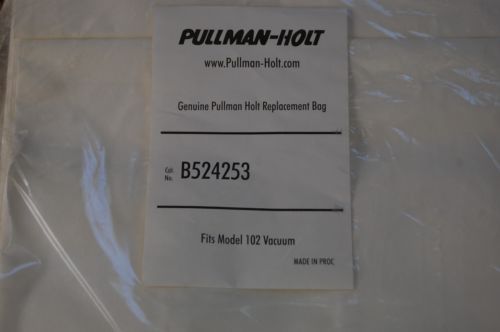 PULLMAN-HOLT
www.Pullman-Holt.com
Genuine Pullman Holt Replacement Bag
Cat. No. B524253
Fits Model 102 Vacuum
MADE IN PROC